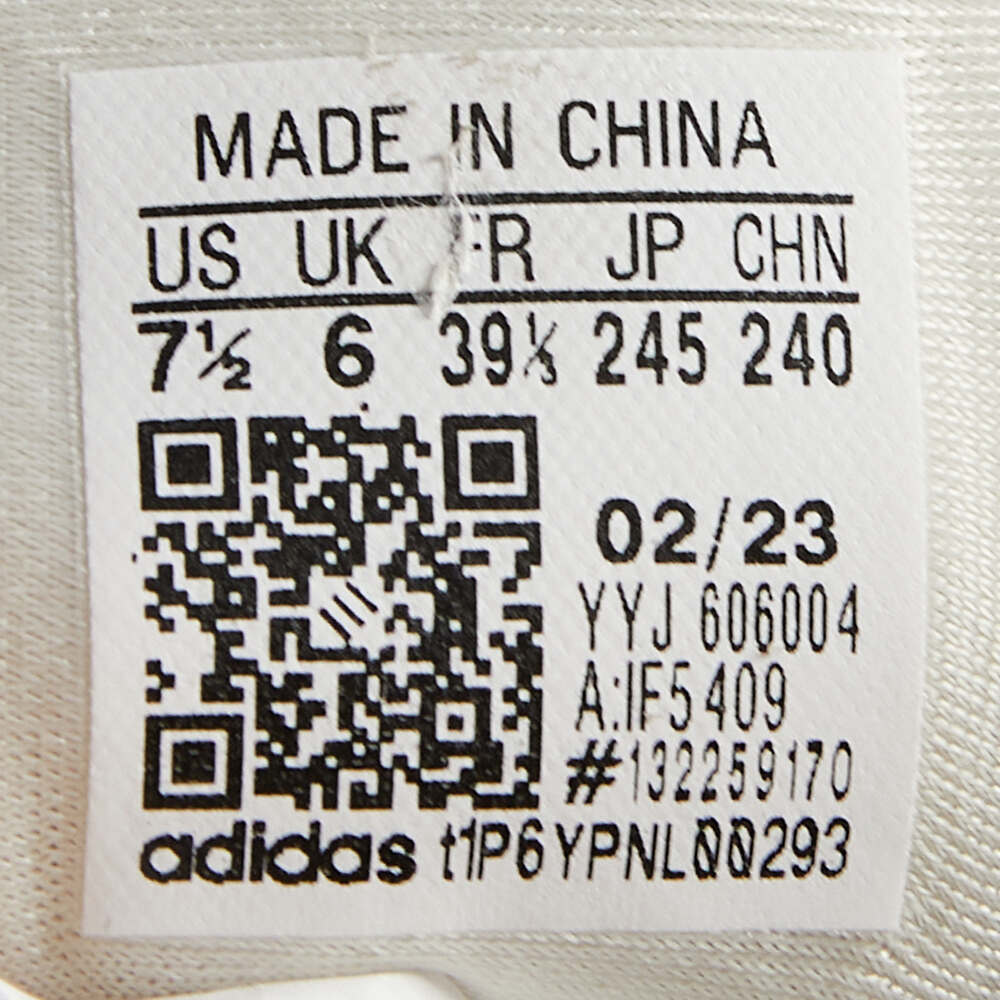 MADE IN CHINA
US UK FR JP CHN
7½ 6 39⅓ 245 240
02/23
YYJ 606004
A:IF5409
#132259170
adidas t1P6YPNL00293